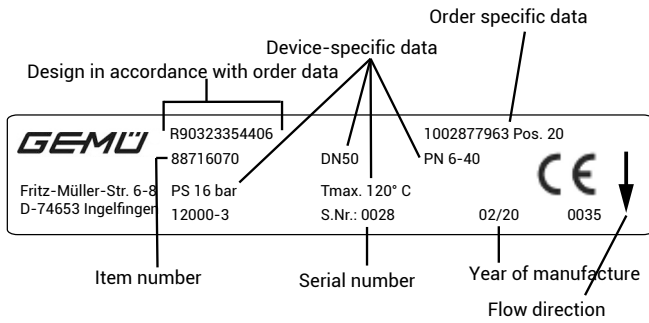 Order specific data
Device-specific data
Design in accordance with order data
GEMÜ
R90323354406
1002877963 Pos. 20
88716070
DN50
PN 6-40
CE
Fritz-Müller-Str. 6-8
PS 16 bar
Tmax. 120° C
D-74653 Ingelfingen
12000-3
S.Nr.: 0028
02/20
0035
Item number
Serial number
Year of manufacture
Flow direction